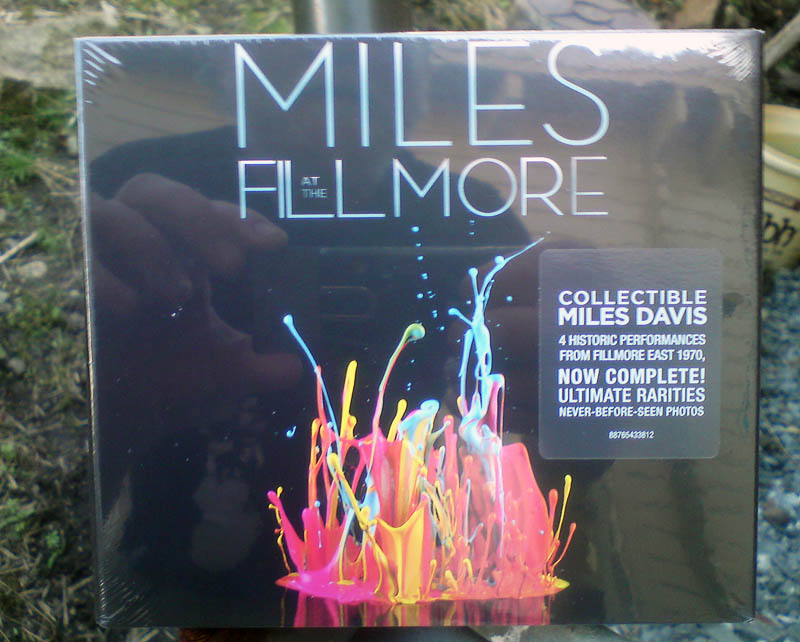 MILES
FILLMORE
AT
THE
COLLECTIBLE
MILES DAVIS
4 HISTORIC PERFORMANCES
FROM FILLMORE EAST 1970,
NOW COMPLETE!
ULTIMATE RARITIES
NEVER-BEFORE-SEEN PHOTOS
88765433812